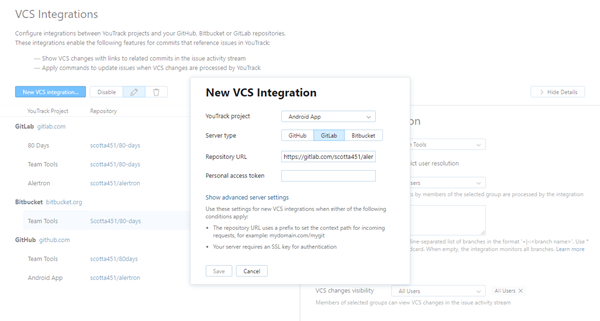 VCS Integrations
Configure integrations between YouTrack projects and your GitHub, Bitbucket or GitLab repositories.
These integrations enable the following features for commits that reference issues in YouTrack:
— Show VCS changes with links to related commits in the issue activity stream
— Apply commands to update issues when VCS changes are processed by YouTrack
New VCS integration...
Disable
Hide Details
YouTrack Project
Repository
GitLab gitlab.com
80 Days
scotta451/80-days
Team Tools
scotta451/80-days
Alertron
scotta451/alertron
Bitbucket bitbucket.org
Team Tools
Scotta451/80-days
GitHub github.com
Team Tools
scotta451/80days
Android App
scotta451/alertron
New VCS Integration
YouTrack project
Android App
Server type
GitHub
GitLab
Bitbucket
Repository URL
https://gitlab.com/scotta451/aler
Personal access token
Show advanced server settings
Use these settings for new VCS integrations when either of the following
conditions apply:
• The repository URL uses a prefix to set the context path for incoming
requests, for example: mydomain.com/mygit
• Your server requires an SSL key for authentication
Save
Cancel
on
Tools
ict user resolution
sers
s by members of the selected group are processed by the integration
line-separated list of branches in the format '+|-<branch name>'. Use *
dcard. When empty, the integration monitors all branches. Learn more
VCS changes visibility
All Users
All Users
Members of selected groups can view VCS changes in the issue activity stream